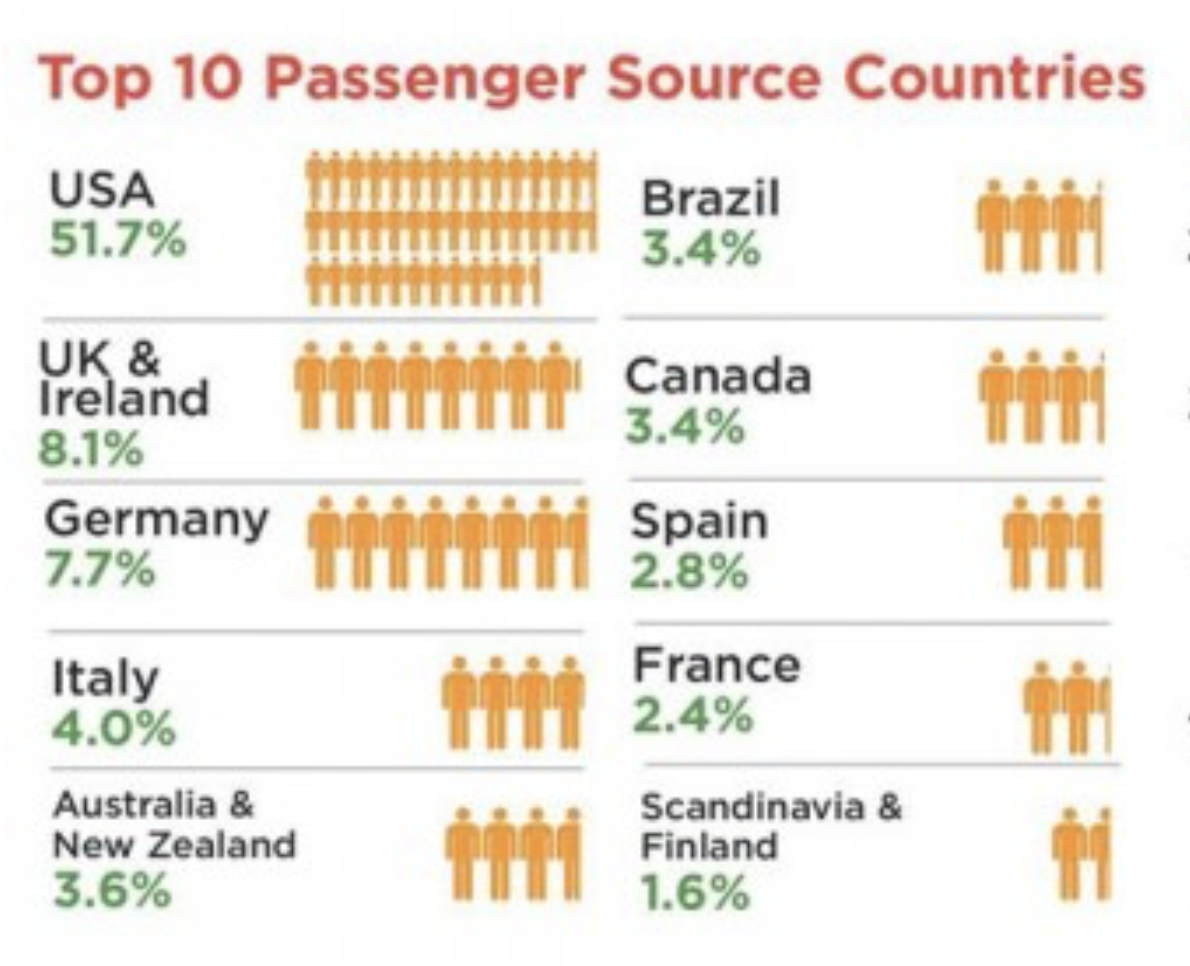 Top 10 Passenger Source Countries
USA
51.7%
UK &
Ireland
8.1%
Germany
7.7%
Italy
4.0%
Australia &
New Zealand
3.6%
Brazil
3.4%
Canada
3.4%
Spain
2.8%
France
2.4%
Scandinavia &
Finland
1.6%